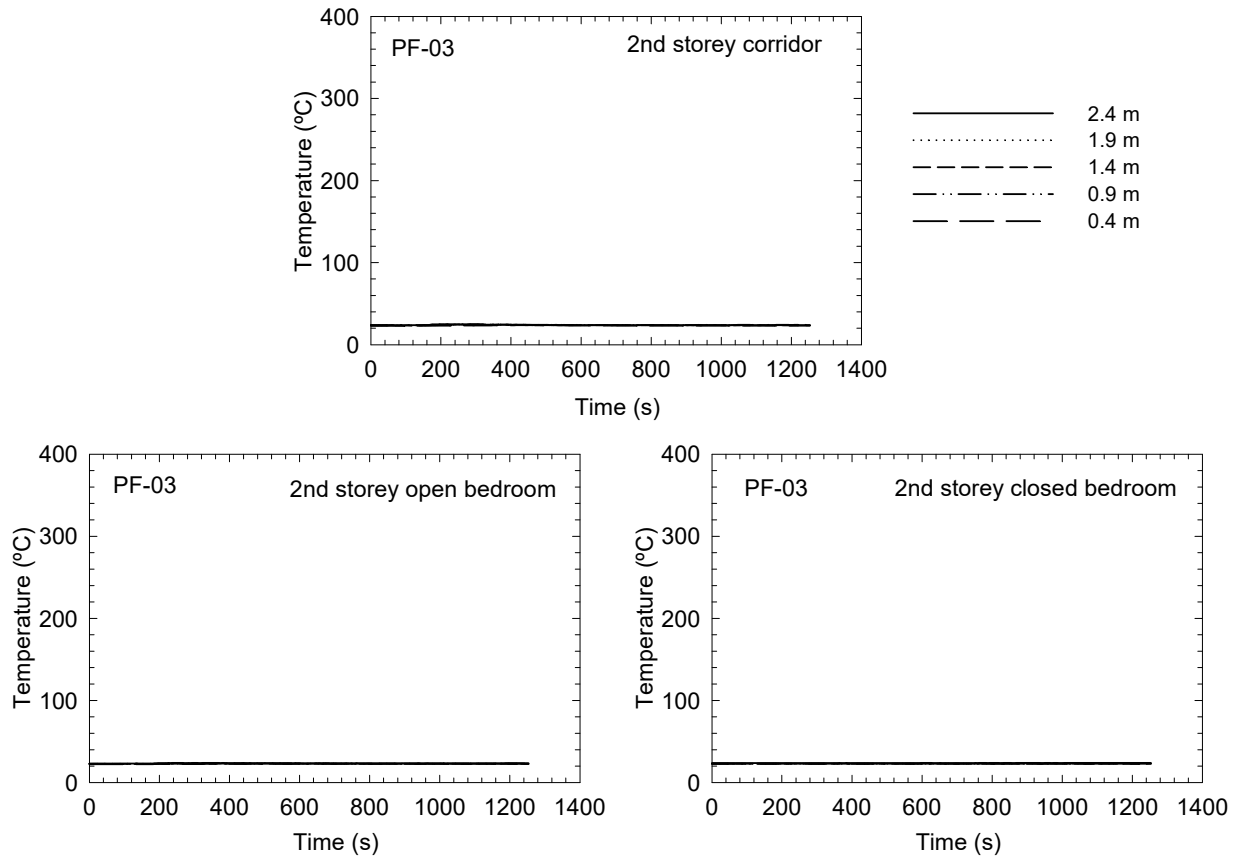 PF-03
2nd storey corridor
Temperature (ºC)
400
300
200
100
0
0 200 400 600 800 1000 1200 1400
Time (s)
2.4 m
1.9 m
1.4 m
0.9 m
0.4 m
PF-03
2nd storey open bedroom
Temperature (ºC)
400
300
200
100
0
0 200 400 600 800 1000 1200 1400
Time (s)
PF-03
2nd storey closed bedroom
Temperature (ºC)
400
300
200
100
0
0 200 400 600 800 1000 1200 1400
Time (s)